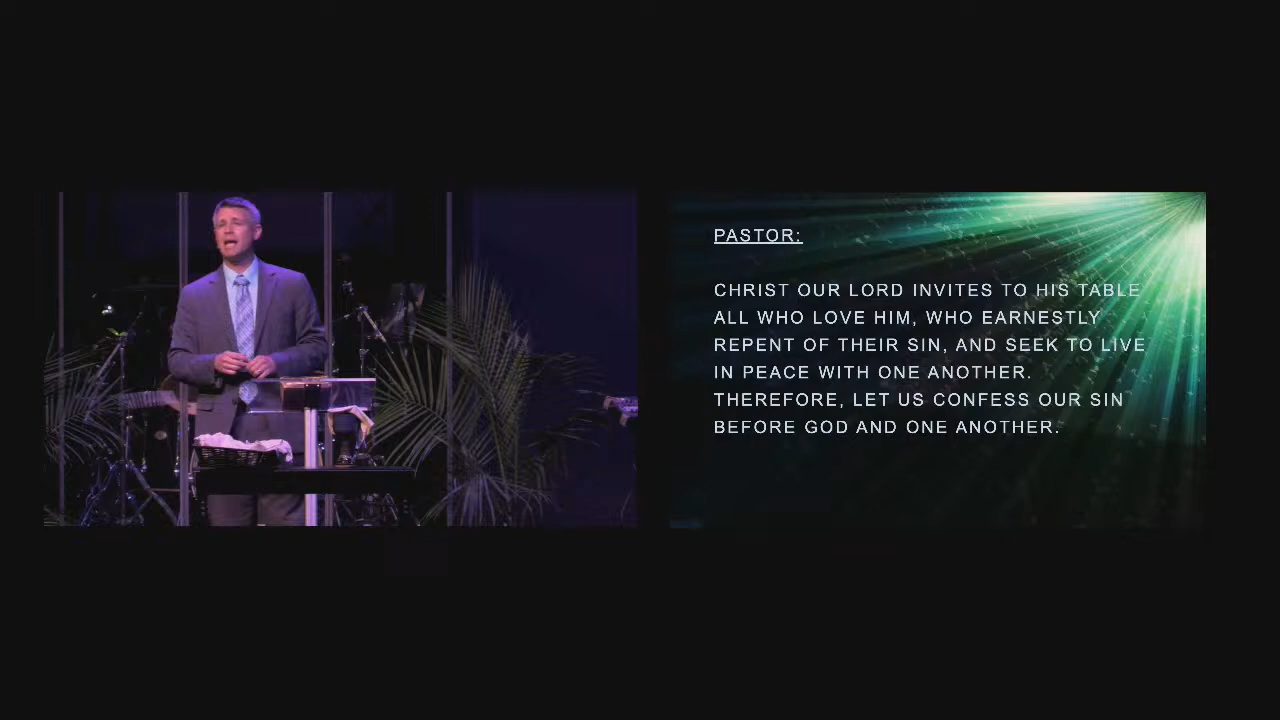 PASTOR:
CHRIST OUR LORD INVITES TO HIS TABLE
ALL WHO LOVE HIM, WHO EARNESTLY
REPENT OF THEIR SIN, AND SEEK TO LIVE
IN PEACE WITH ONE ANOTHER.
THEREFORE, LET US CONFESS OUR SIN
BEFORE GOD AND ONE ANOTHER.